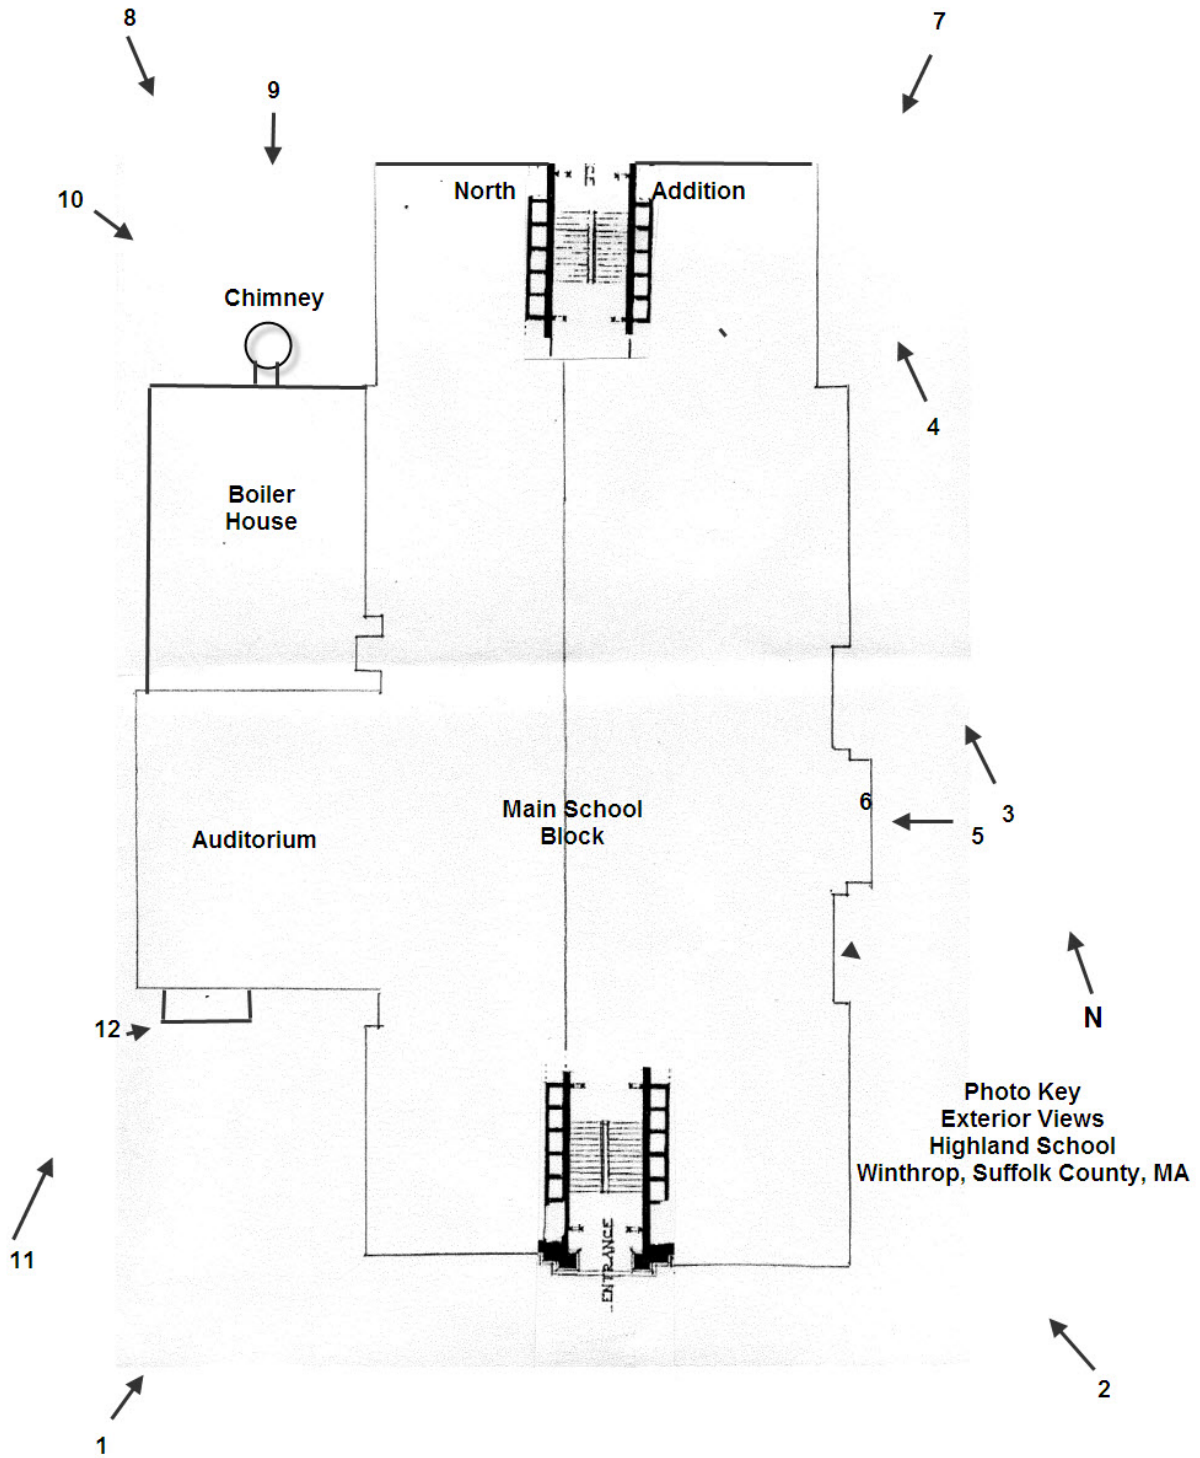 8
7
9
10
North
Addition
Chimney
4
Boiler
House
6
Main School
Block
3
5
Auditorium
12
N
Photo Key
Exterior Views
Highland School
Winthrop, Suffolk County, MA
ENTRANCE
11
2
1